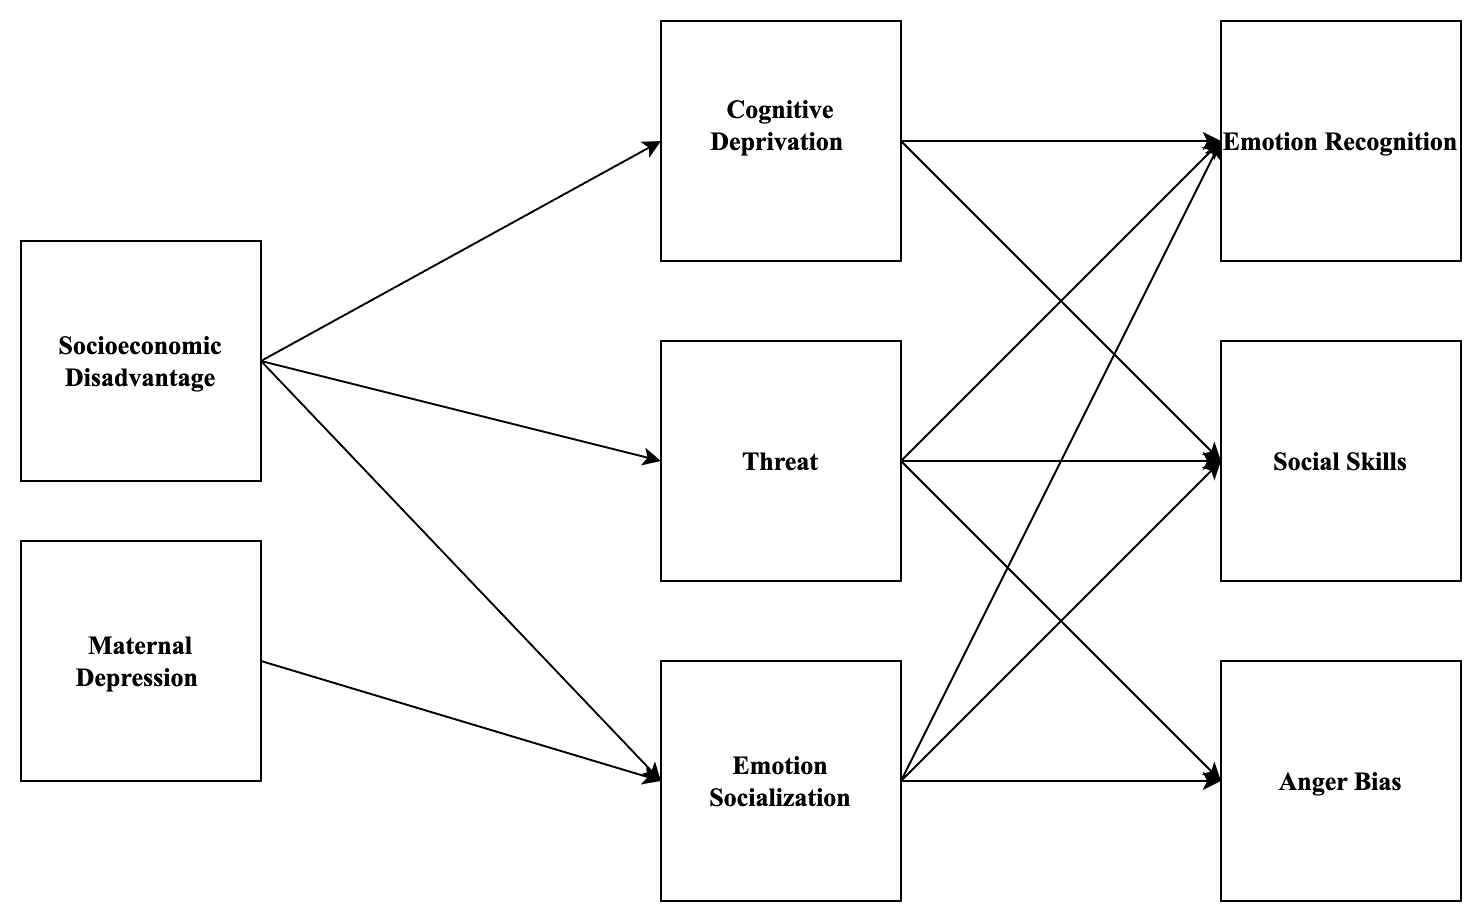 Cognitive
Deprivation
Emotion Recognition
Socioeconomic
Disadvantage
Threat
Social Skills
Maternal
Depression
Emotion
Socialization
Anger Bias